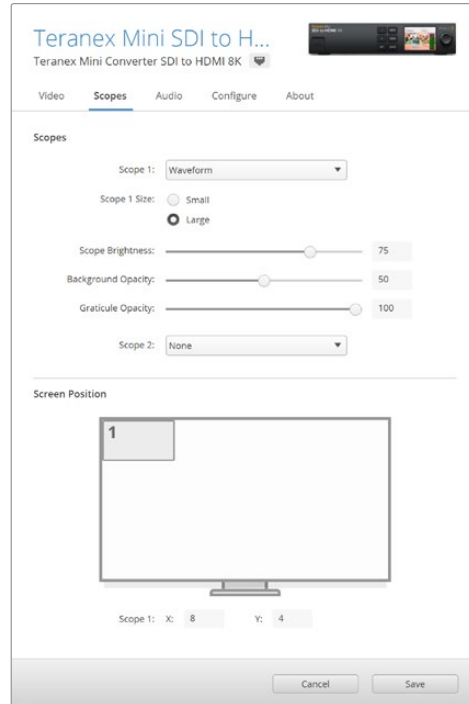 Teranex Mini SDI to H...
Teranex Mini Converter SDI to HDMI 8K
Video Scopes Audio Configure About
Scopes
Scope 1: Waveform
Scope 1 Size: Small
Large
Scope Brightness: 75
Background Opacity: 50
Graticule Opacity: 100
Scope 2: None
Screen Position
1
Scope 1: X: 8 Y: 4
Cancel Save